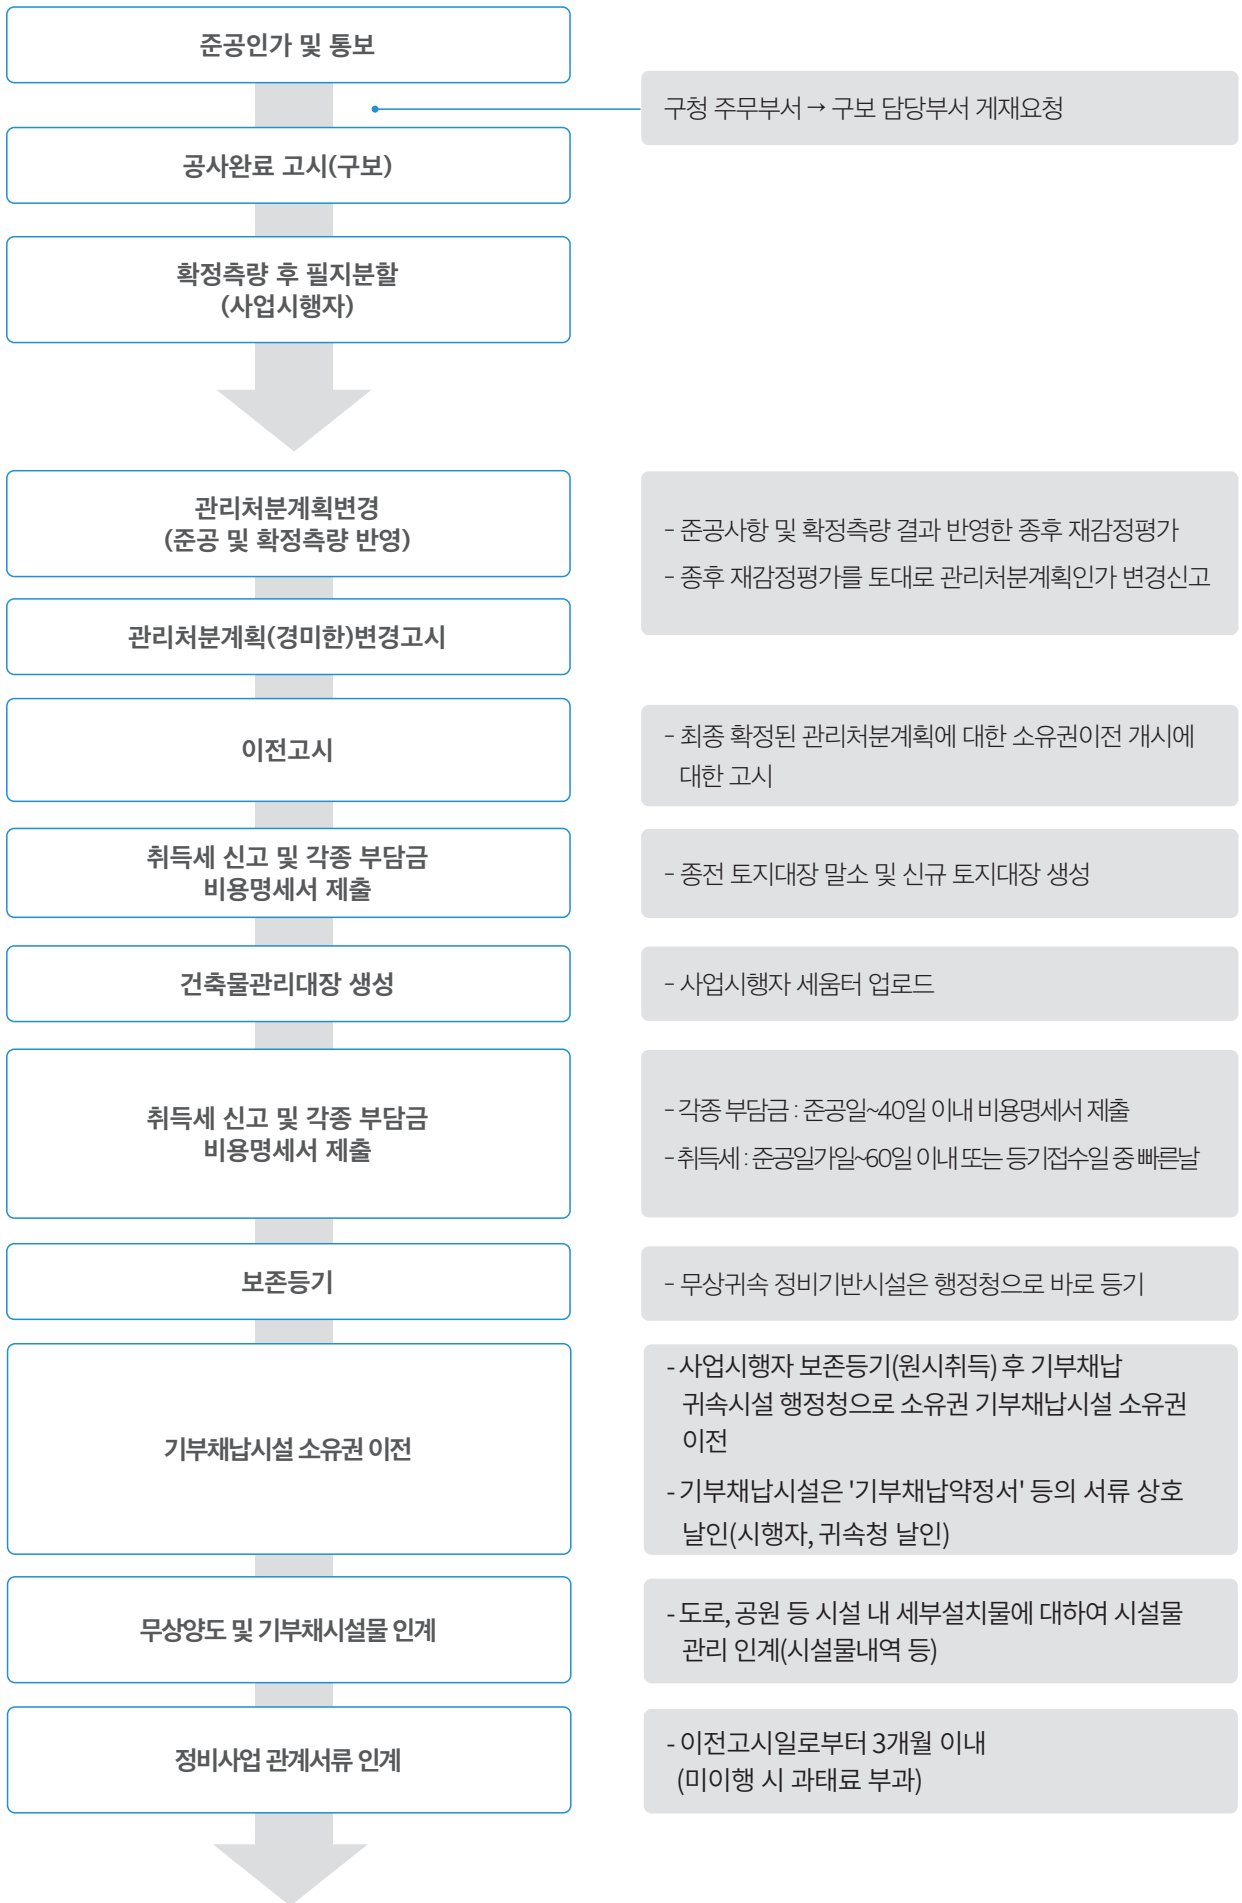 준공인가 및 통보
구청 주무부서 → 구보 담당부서 게재요청
공사완료 고시(구보)
확정측량 후 필지분할
(사업시행자)
관리처분계획변경
(준공 및 확정측량 반영)
- 준공사항 및 확정측량 결과 반영한 종후 재감정평가
- 종후 재감정평가를 토대로 관리처분계획인가 변경신고
관리처분계획(경미한)변경고시
이전고시
- 최종 확정된 관리처분계획에 대한 소유권이전 개시에
대한 고시
취득세 신고 및 각종 부담금
비용명세서 제출
- 종전 토지대장 말소 및 신규 토지대장 생성
건축물관리대장 생성
- 사업시행자 세움터 업로드
취득세 신고 및 각종 부담금
비용명세서 제출
- 각종 부담금 : 준공일~40일 이내 비용명세서 제출
- 취득세 : 준공일가일~60일 이내 또는 등기접수일 중 빠른날
보존등기
- 무상귀속 정비기반시설은 행정청으로 바로 등기
기부채납시설 소유권 이전
- 사업시행자 보존등기(원시취득) 후 기부채납
귀속시설 행정청으로 소유권 기부채납시설 소유권
이전
- 기부채납시설은 '기부채납약정서' 등의 서류 상호
날인(시행자, 귀속청 날인)
무상양도 및 기부채시설물 인계
- 도로, 공원 등 시설 내 세부설치물에 대하여 시설물
관리 인계(시설물내역 등)
정비사업 관계서류 인계
- 이전고시일로부터 3개월 이내
(미이행 시 과태료 부과)